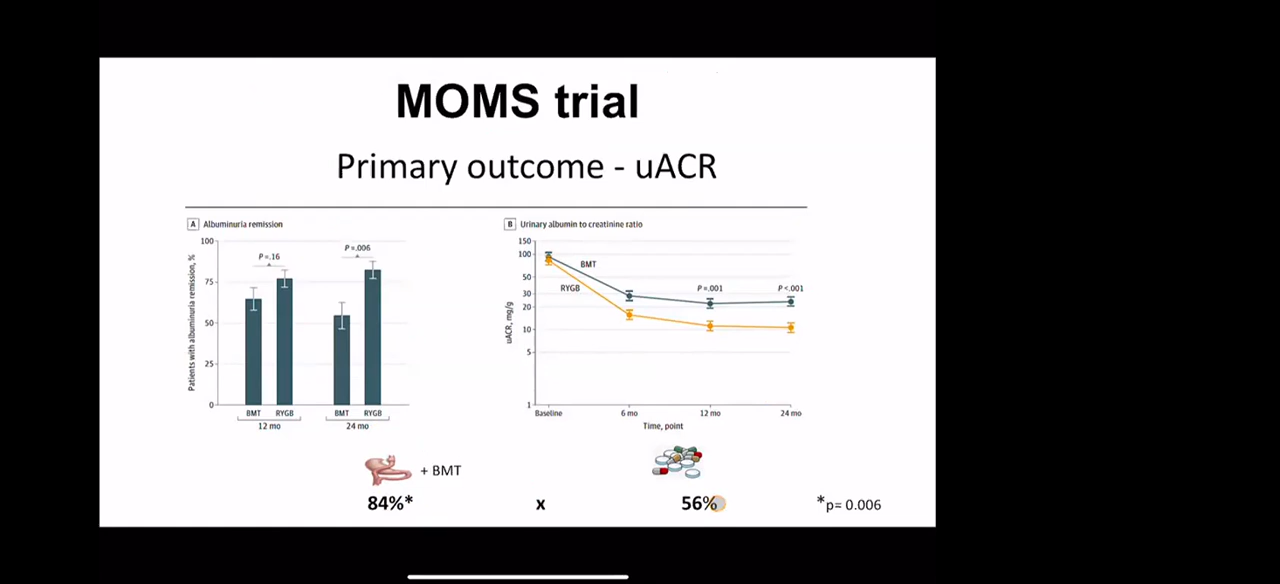 MOMS trial
Primary outcome - uACR
A Albuminuria remission
Patients with albuminuria remission, %
100
75
50
25
0
P =.16
P =.006
BMT RYGB BMT RYGB
12 mo 24 mo
B Urinary albumin to creatinine ratio
uACR, mg/g
150
100
50
30
20
10
5
1
BMT
RYGB
P =.001
P <.001
Baseline 6 mo 12 mo 24 mo
Time, point
+ BMT
84%* x 56% *p= 0.006